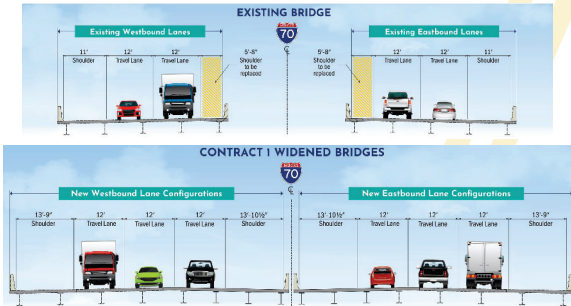 EXISTING BRIDGE
70
Existing Westbound Lanes
Existing Eastbound Lanes
11' 12' 12' 5'-8" 5'-8" 12' 12' 11'
Shoulder Travel Lane Travel Lane Shoulder Shoulder Travel Lane Travel Lane Shoulder
to be to be
replaced replaced
CONTRACT 1 WIDENED BRIDGES
70
New Westbound Lane Configurations
New Eastbound Lane Configurations
13'-9" 12' 12' 12' 13'-10½" 13'-10½" 12' 12' 12' 13'-9"
Shoulder Travel Lane Travel Lane Travel Lane Shoulder Shoulder Travel Lane Travel Lane Travel Lane Shoulder